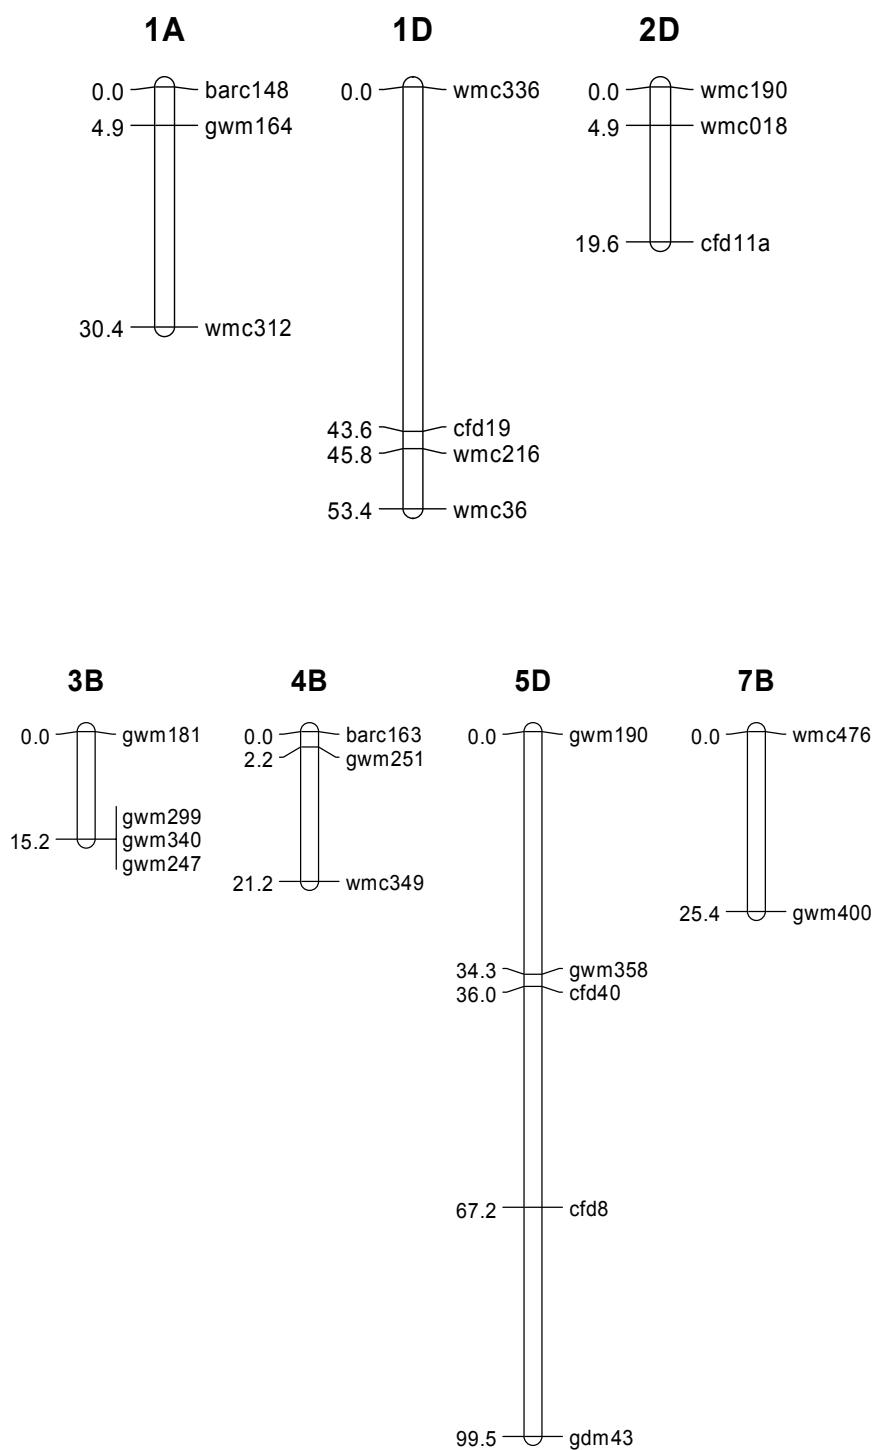 1A 1D 2D
0.0 barc148 0.0 wmc336 0.0 wmc190
4.9 gwm164 4.9 wmc018
19.6 cfd11a
30.4 wmc312
43.6 cfd19
45.8 wmc216
53.4 wmc36
3B 4B 5D 7B
0.0 gwm181 0.0 barc163 0.0 gwm190 0.0 wmc476
2.2 gwm251
gwm299
15.2 gwm340
gwm247
21.2 wmc349
25.4 gwm400
34.3 gwm358
36.0 cfd40
67.2 cfd8
99.5 gdm43